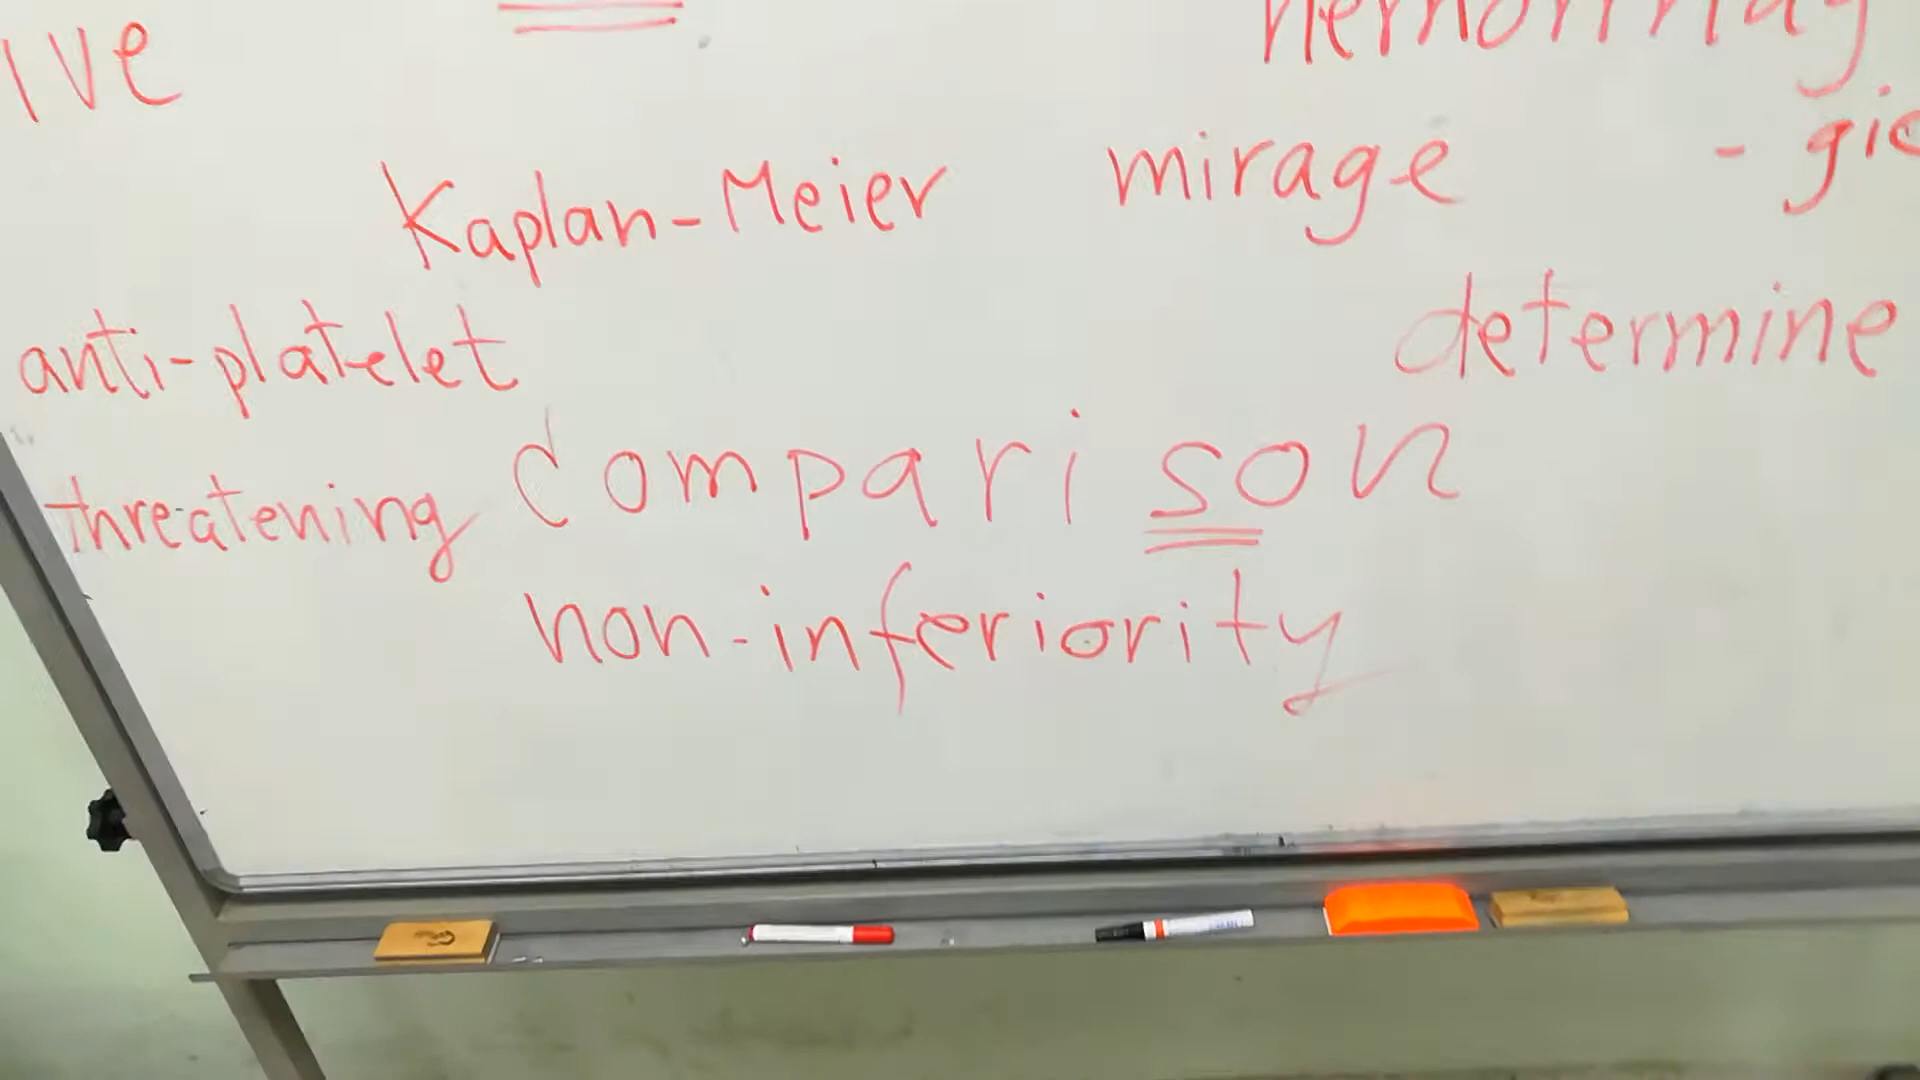 ive
Kaplan-Meier mirage
anti-platelet determine
threatening comparison
non-inferiority